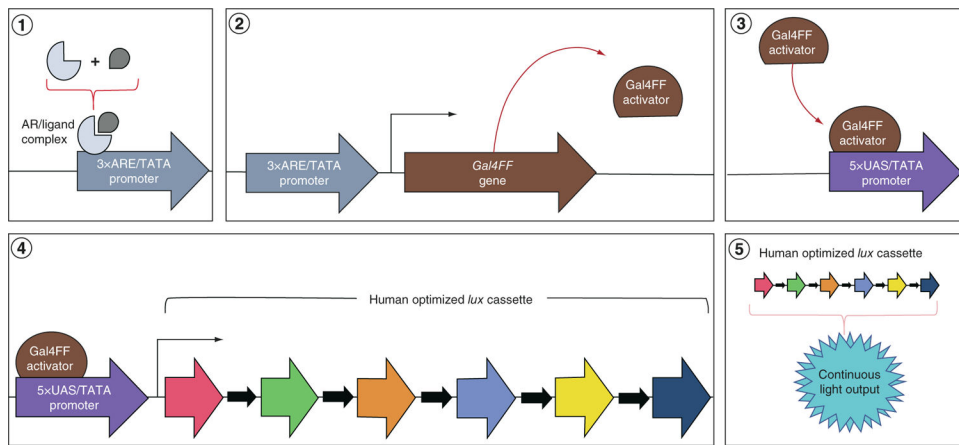 1
+
AR/ligand
complex
3×ARE/TATA
promoter
2
3×ARE/TATA
promoter
Gal4FF
gene
Gal4FF
activator
3
Gal4FF
activator
Gal4FF
activator
5×UAS/TATA
promoter
4
Human optimized lux cassette
Gal4FF
activator
5×UAS/TATA
promoter
5
Human optimized lux cassette
Continuous
light output